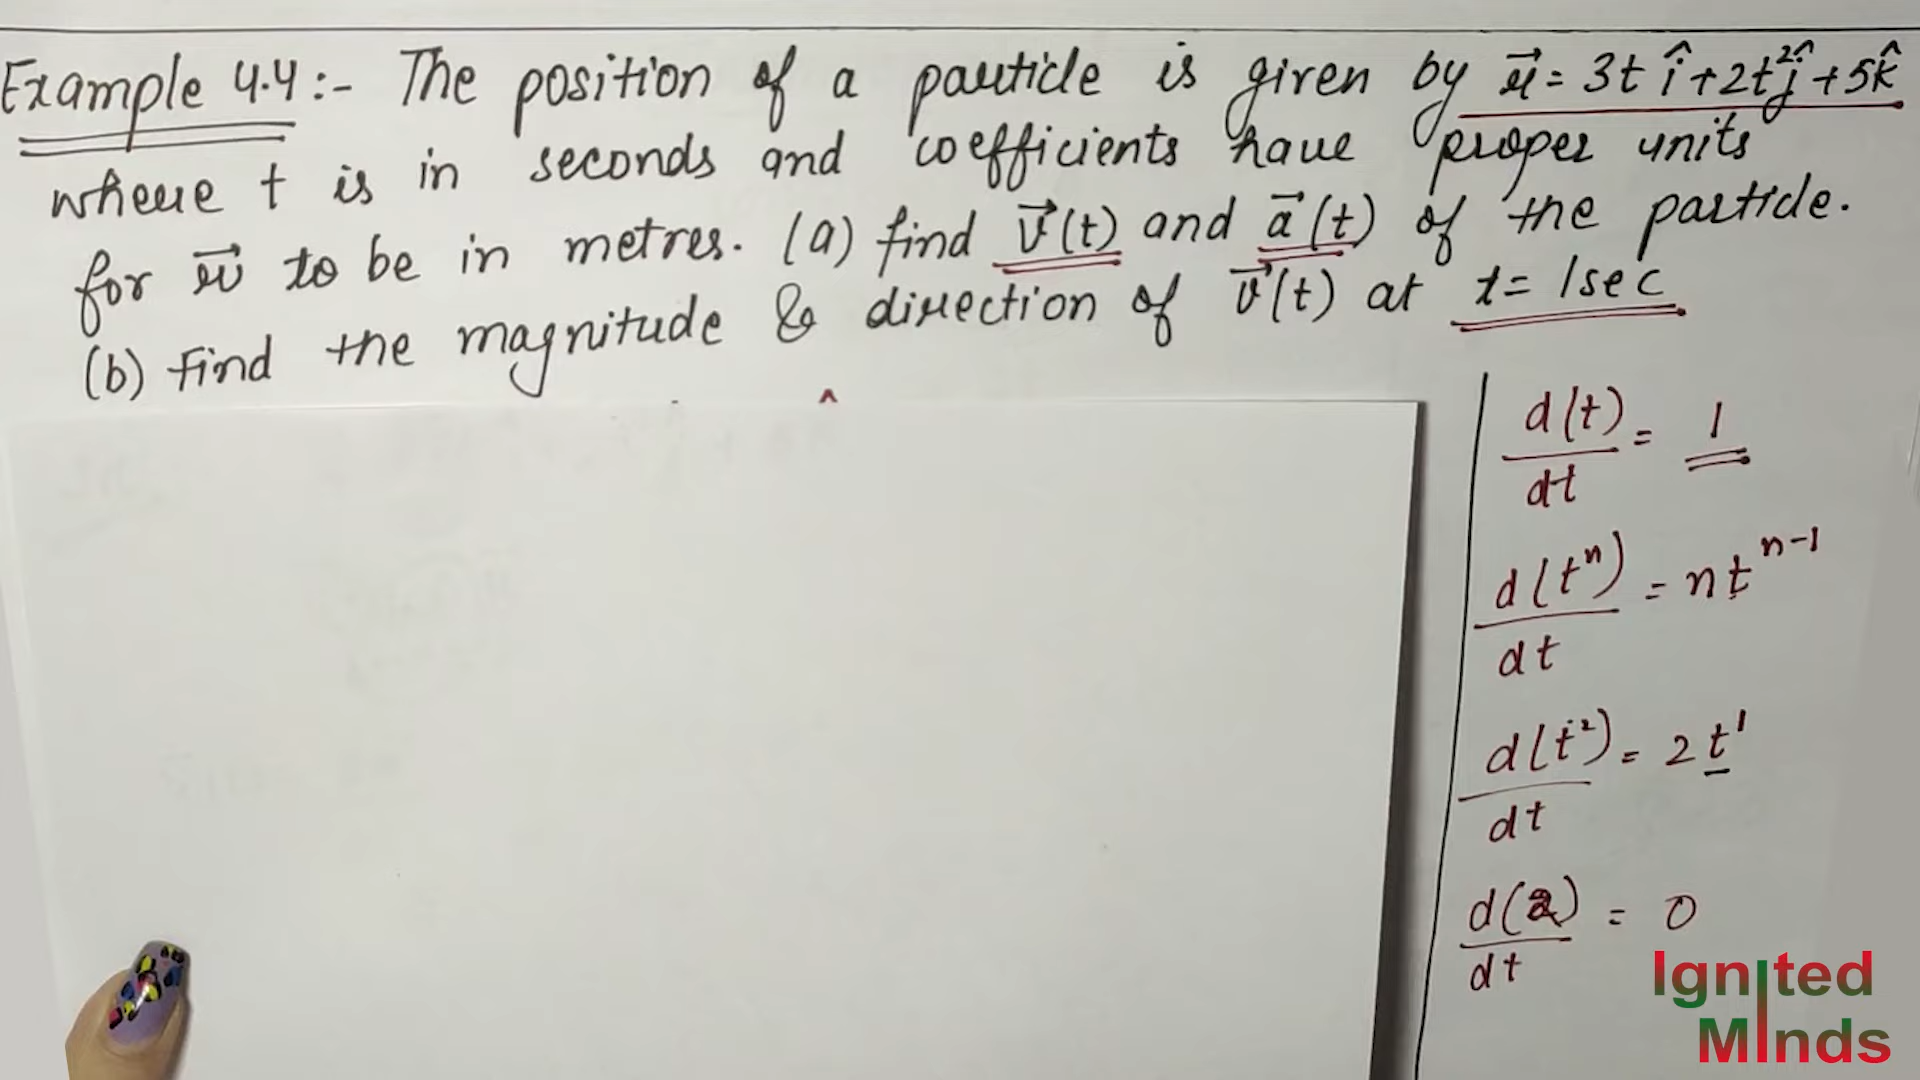 Example 4.4:- The position of a particle is given by r⃗ = 3t î + 2t² ĵ + 5k̂
where t is in seconds and coefficients have proper units
for r⃗ to be in metres. (a) find v⃗(t) and a⃗(t) of the particle.
(b) Find the magnitude & direction of v⃗(t) at t = 1 sec
d(t)/dt = 1
d(tⁿ)/dt = ntⁿ⁻¹
d(t²)/dt = 2t¹
d(2)/dt = 0
Ignited
Minds